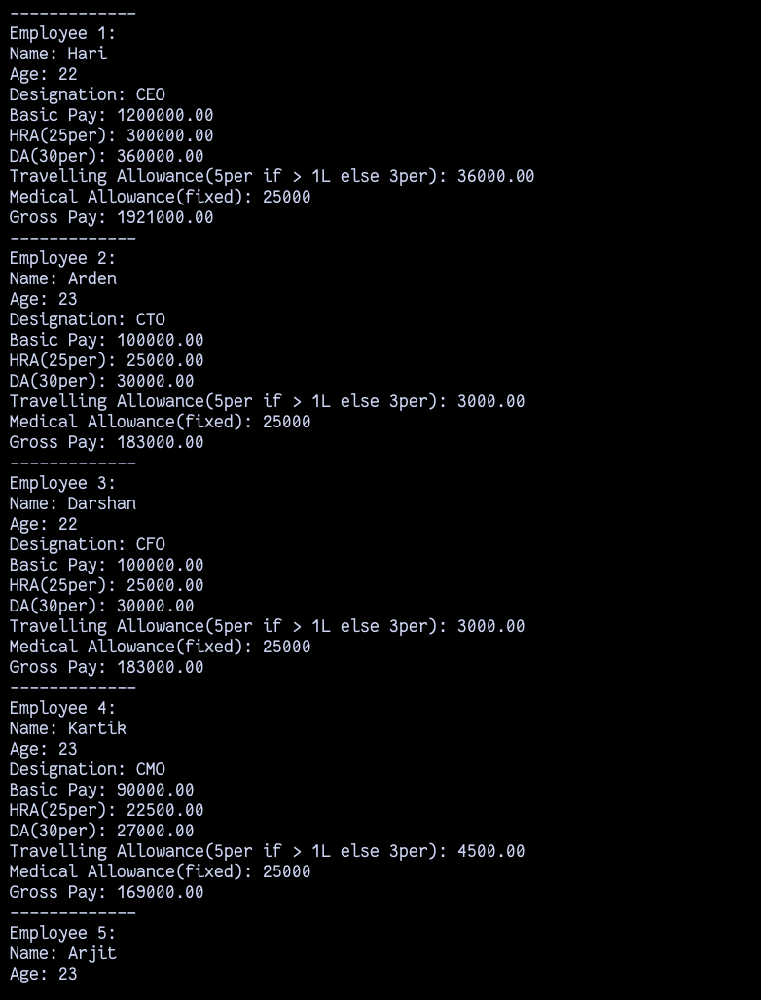 -------------
Employee 1:
Name: Hari
Age: 22
Designation: CEO
Basic Pay: 1200000.00
HRA(25per): 300000.00
DA(30per): 360000.00
Travelling Allowance(5per if > 1L else 3per): 36000.00
Medical Allowance(fixed): 25000
Gross Pay: 1921000.00
-------------
Employee 2:
Name: Arden
Age: 23
Designation: CTO
Basic Pay: 100000.00
HRA(25per): 25000.00
DA(30per): 30000.00
Travelling Allowance(5per if > 1L else 3per): 3000.00
Medical Allowance(fixed): 25000
Gross Pay: 183000.00
-------------
Employee 3:
Name: Darshan
Age: 22
Designation: CFO
Basic Pay: 100000.00
HRA(25per): 25000.00
DA(30per): 30000.00
Travelling Allowance(5per if > 1L else 3per): 3000.00
Medical Allowance(fixed): 25000
Gross Pay: 183000.00
-------------
Employee 4:
Name: Kartik
Age: 23
Designation: CMO
Basic Pay: 90000.00
HRA(25per): 22500.00
DA(30per): 27000.00
Travelling Allowance(5per if > 1L else 3per): 4500.00
Medical Allowance(fixed): 25000
Gross Pay: 169000.00
-------------
Employee 5:
Name: Arjit
Age: 23